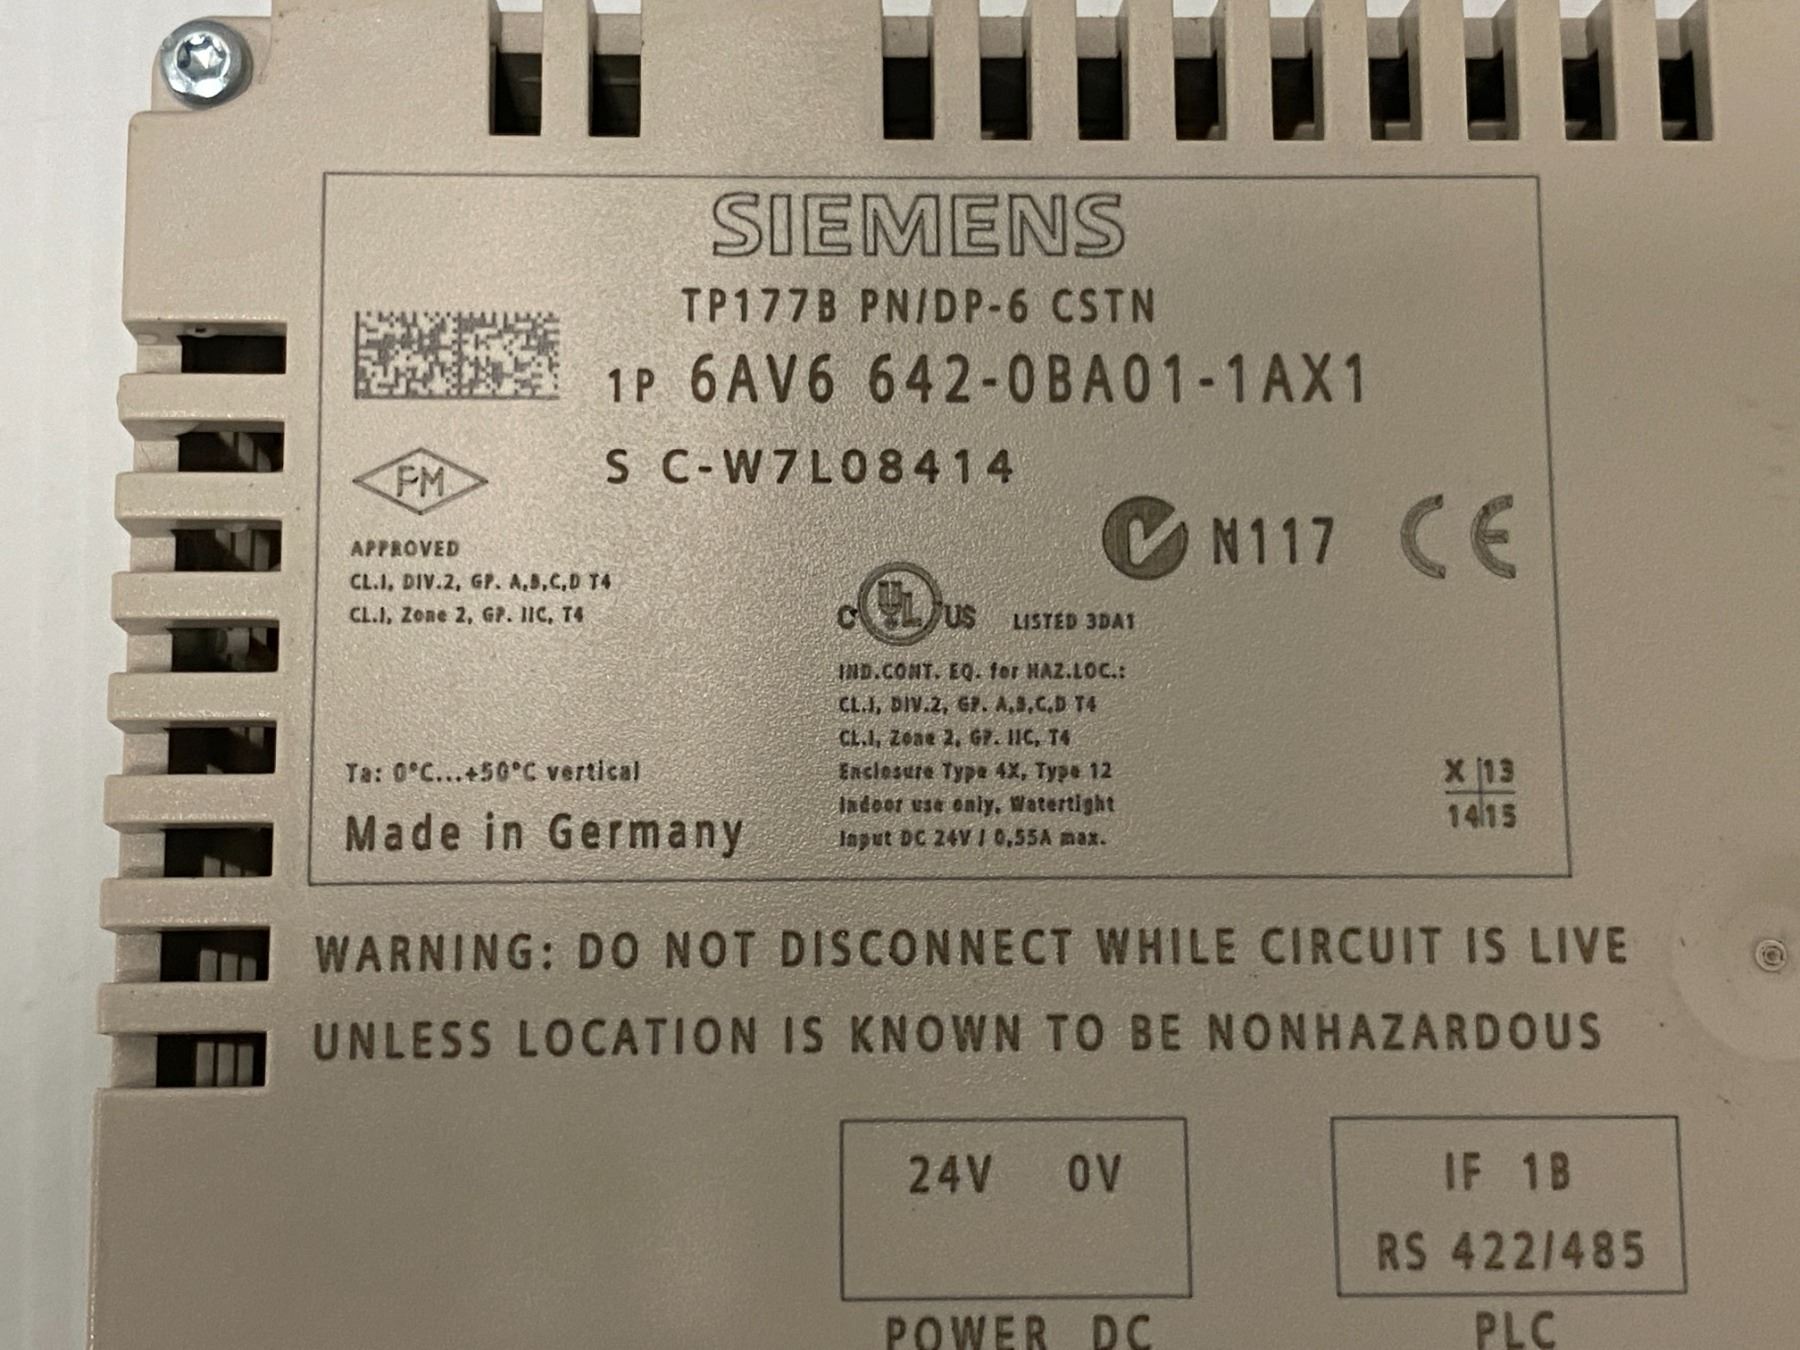 SIEMENS
TP177B PN/DP-6 CSTN
1P 6AV6 642-0BA01-1AX1
S C-W7L08414
FM
APPROVED
CL.I, DIV.2, GP. A,B,C,D T4
CL.I, Zone 2, GP. IIC, T4
N117 CE
C UL US LISTED 3DA1
IND.CONT. EQ. for HAZ.LOC.:
CL.I, DIV.2, GP. A,B,C,D T4
CL.I, Zone 2, GP. IIC, T4
Enclosure Type 4X, Type 12
Indoor use only, Watertight
Input DC 24V / 0,55A max.
Ta: 0°C...+50°C vertical
Made in Germany
X 13
14 15
WARNING: DO NOT DISCONNECT WHILE CIRCUIT IS LIVE
UNLESS LOCATION IS KNOWN TO BE NONHAZARDOUS
24V 0V
POWER DC
IF 1B
RS 422/485
PLC